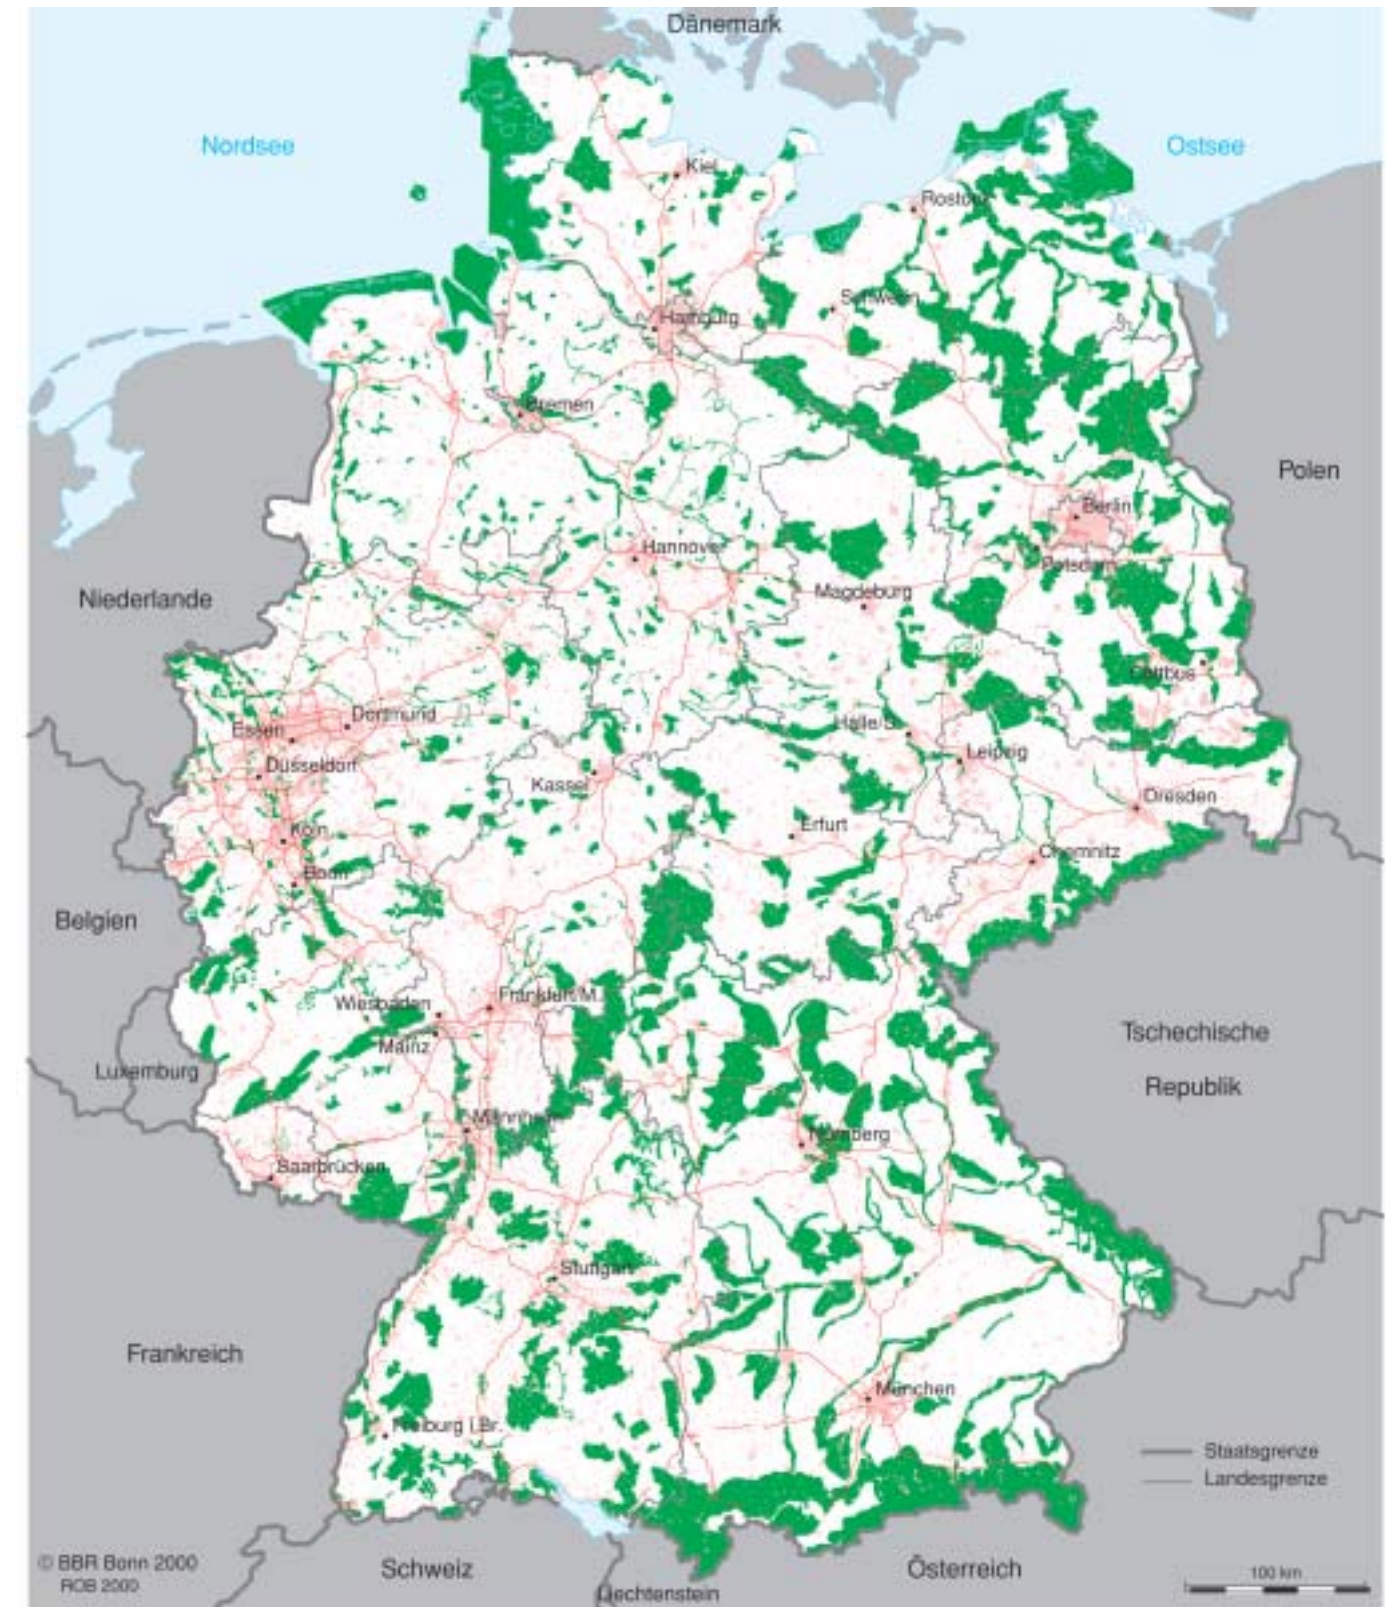 Dänemark
Nordsee
Ostsee
Kiel
Rostock
Schwerin
Hamburg
Bremen
Polen
Berlin
Hannover
Potsdam
Niederlande
Magdeburg
Cottbus
Dortmund
Essen
Halle/S.
Leipzig
Düsseldorf
Kassel
Dresden
Erfurt
Köln
Chemnitz
Bonn
Belgien
Wiesbaden
Frankfurt/M.
Mainz
Tschechische
Luxemburg
Republik
Mannheim
Nürnberg
Saarbrücken
Stuttgart
Frankreich
München
Freiburg i.Br.
Staatsgrenze
Landesgrenze
© BBR Bonn 2000
ROB 2000
Schweiz
Österreich
100 km
Liechtenstein